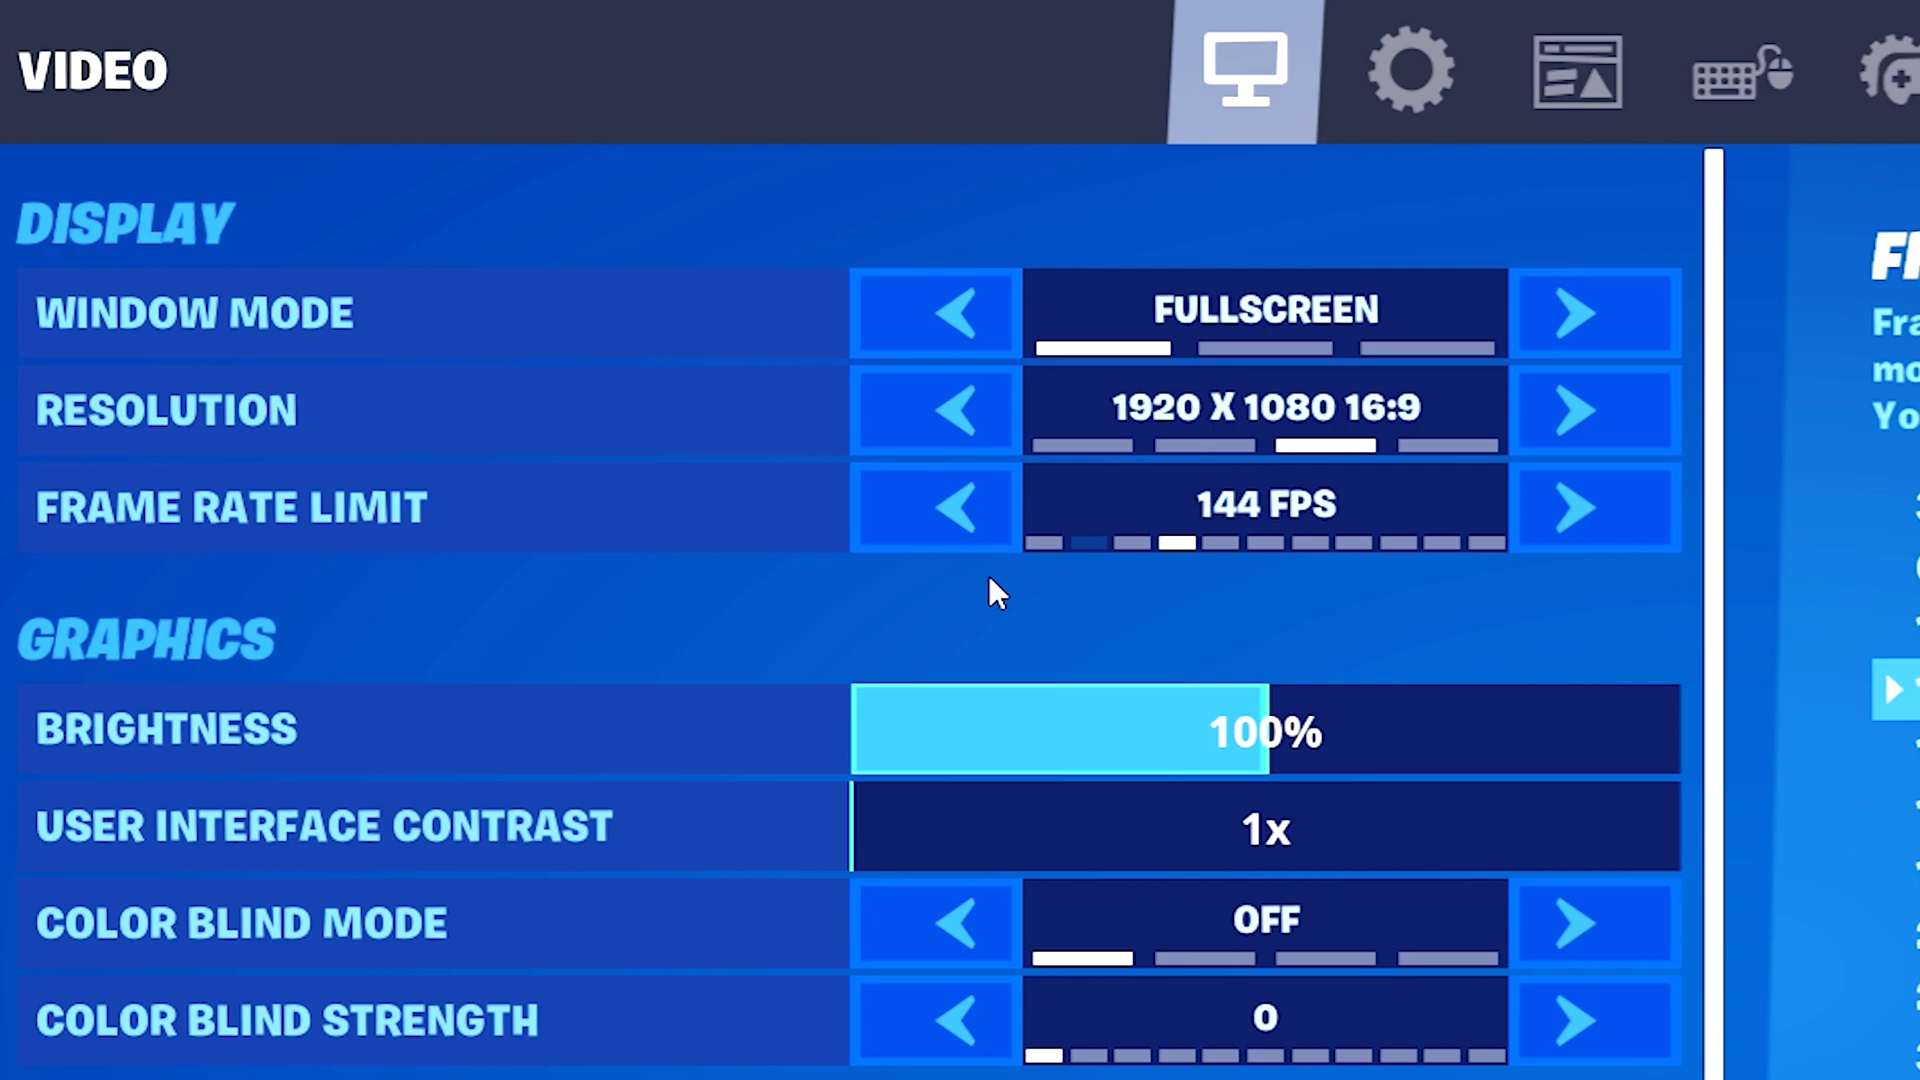 VIDEO
DISPLAY
WINDOW MODE
FULLSCREEN
RESOLUTION
1920 X 1080 16:9
FRAME RATE LIMIT
144 FPS
GRAPHICS
BRIGHTNESS
100%
USER INTERFACE CONTRAST
1x
COLOR BLIND MODE
OFF
COLOR BLIND STRENGTH
0